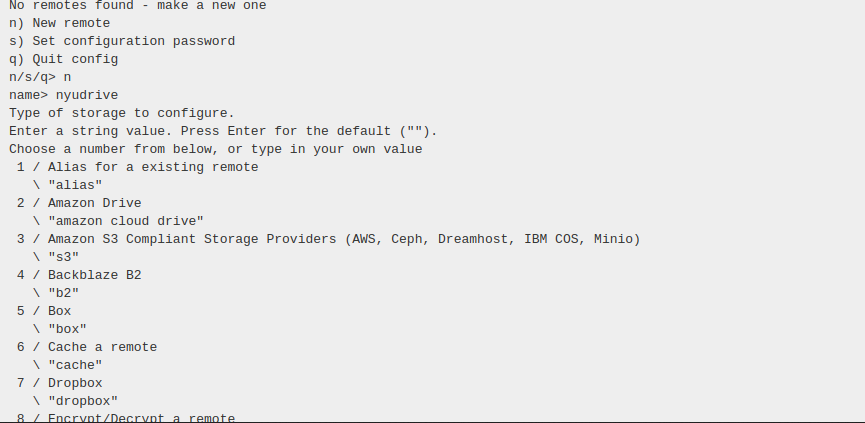 No remotes found - make a new one
n) New remote
s) Set configuration password
q) Quit config
n/s/q> n
name> nyudrive
Type of storage to configure.
Enter a string value. Press Enter for the default ("").
Choose a number from below, or type in your own value
 1 / Alias for a existing remote
   \ "alias"
 2 / Amazon Drive
   \ "amazon cloud drive"
 3 / Amazon S3 Compliant Storage Providers (AWS, Ceph, Dreamhost, IBM COS, Minio)
   \ "s3"
 4 / Backblaze B2
   \ "b2"
 5 / Box
   \ "box"
 6 / Cache a remote
   \ "cache"
 7 / Dropbox
   \ "dropbox"
 8 / Encrypt/Decrypt a remote